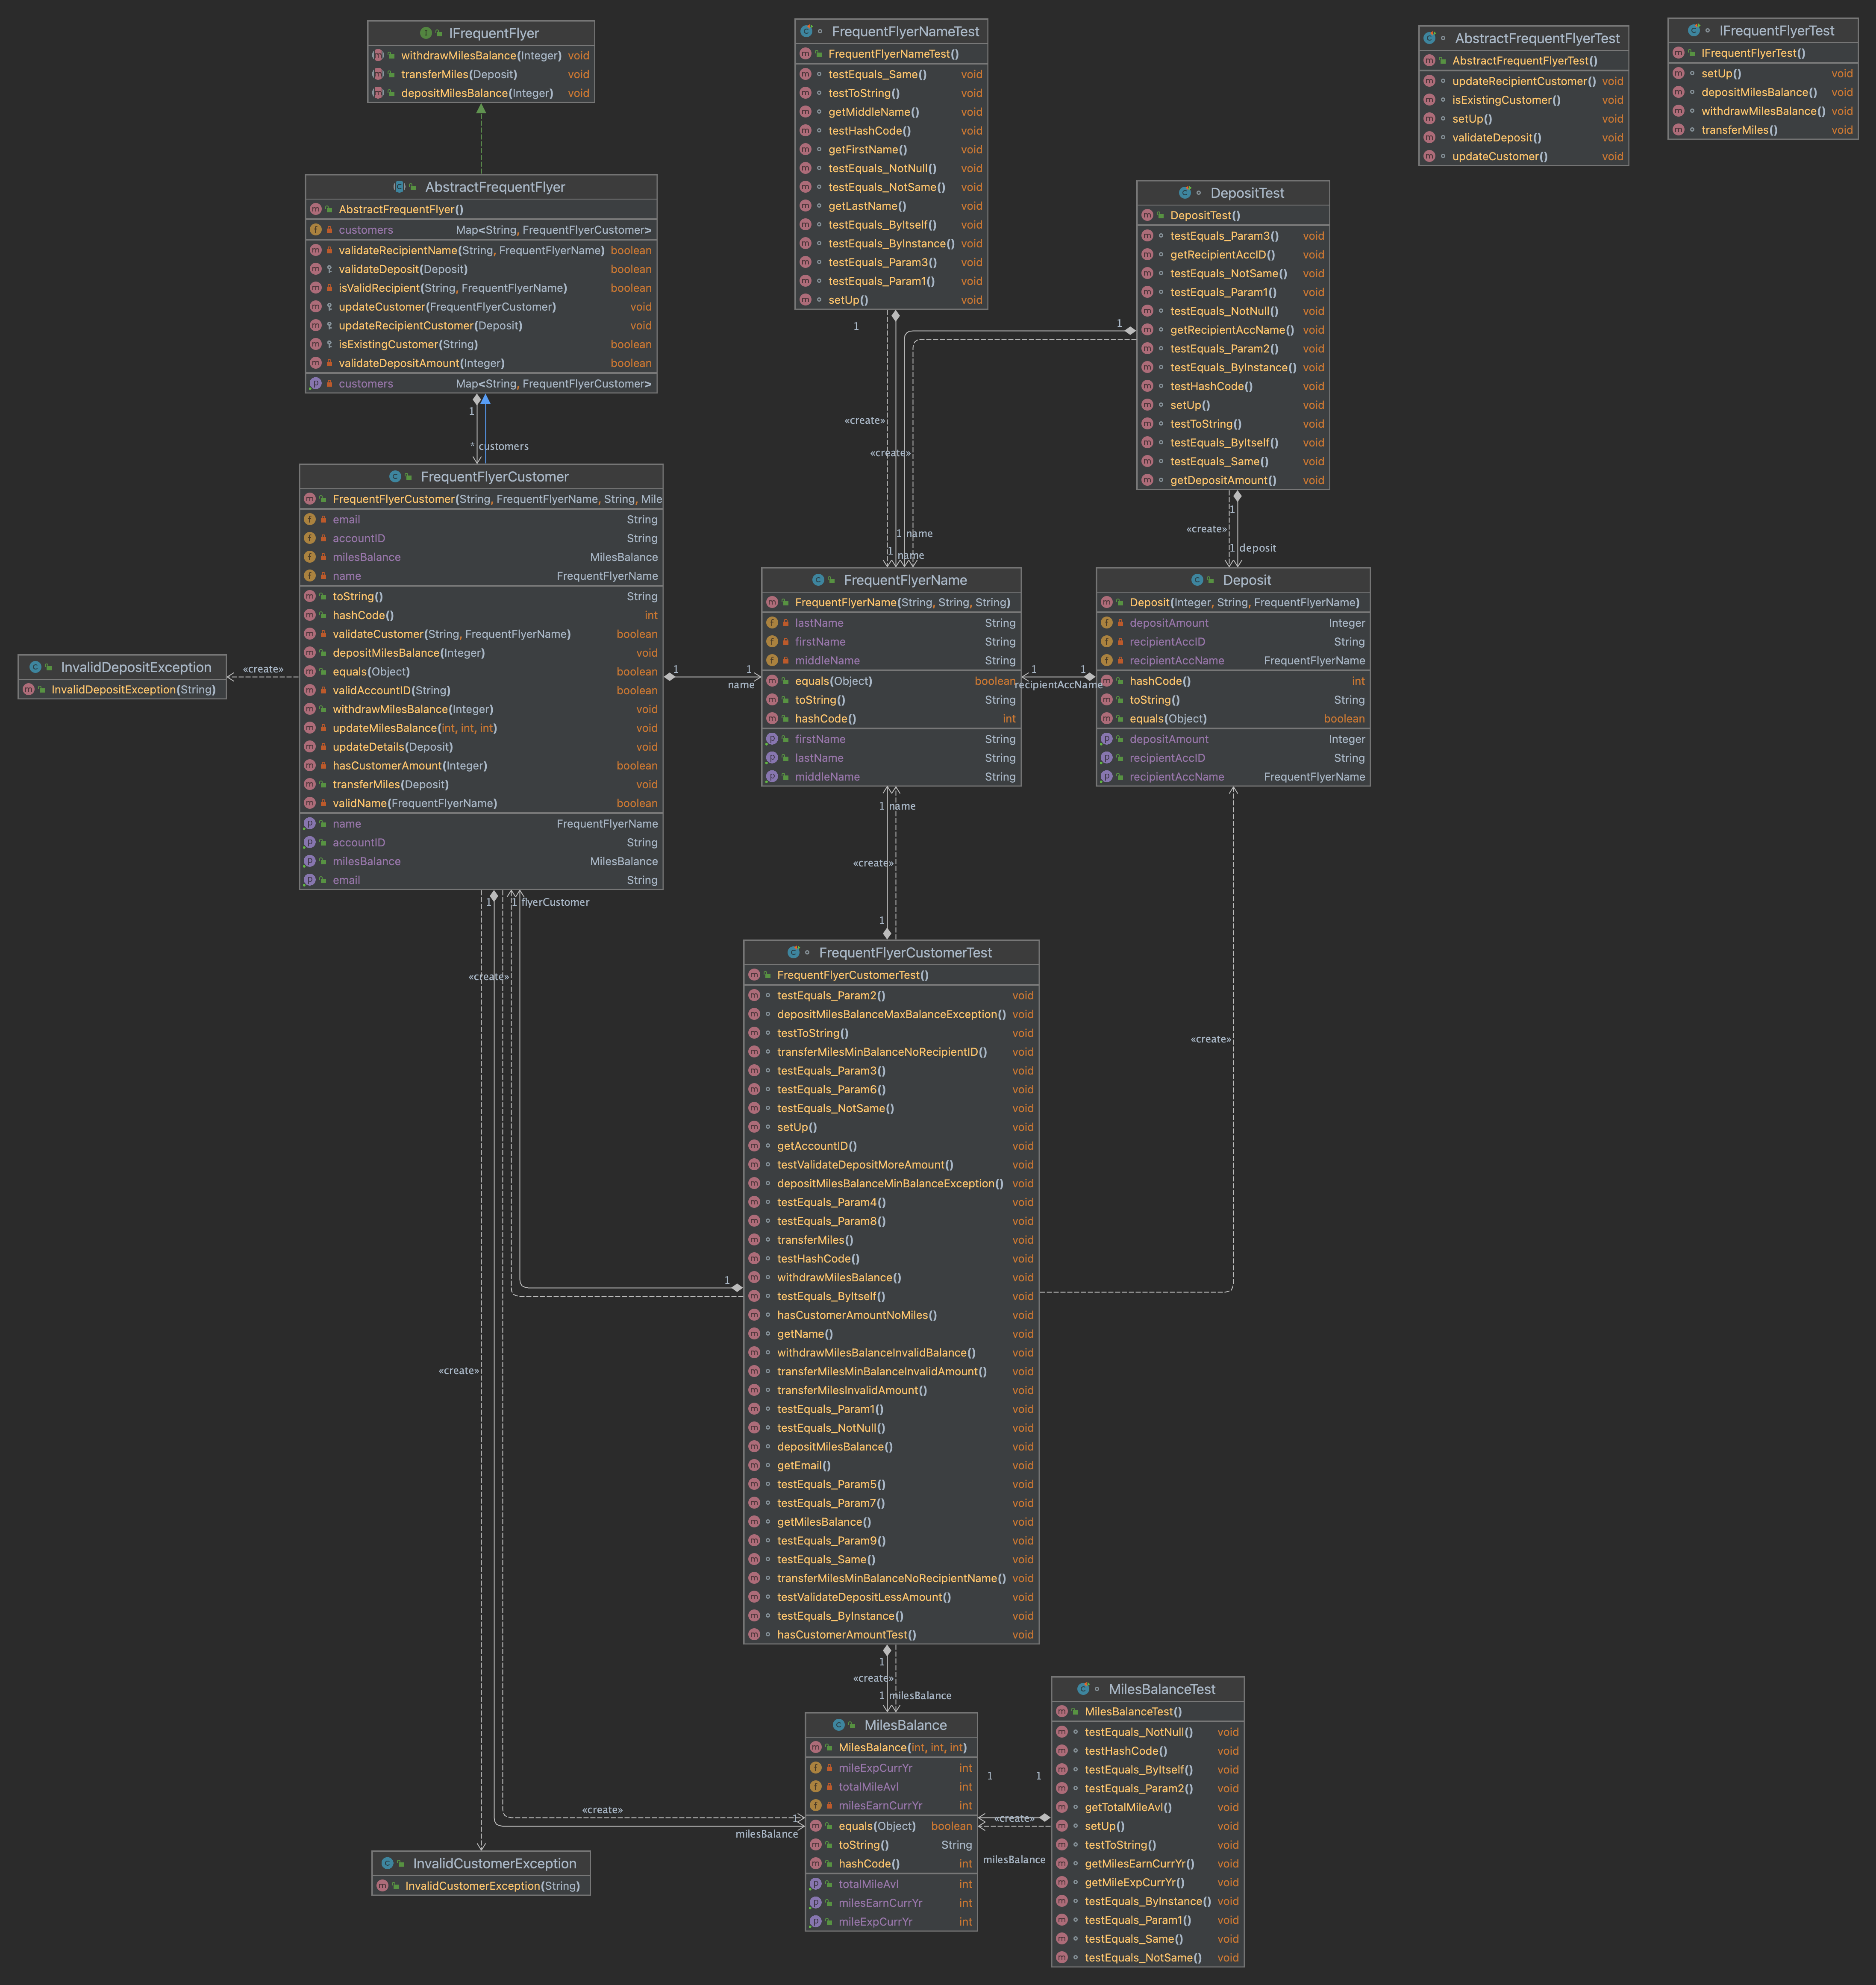 IFrequentFlyer
withdrawMilesBalance(Integer) void
transferMiles(Deposit) void
depositMilesBalance(Integer) void
FrequentFlyerNameTest
FrequentFlyerNameTest()
testEquals_Same() void
testToString() void
getMiddleName() void
testHashCode() void
getFirstName() void
testEquals_NotNull() void
testEquals_NotSame() void
getLastName() void
testEquals_ByItself() void
testEquals_ByInstance() void
testEquals_Param3() void
testEquals_Param1() void
setUp() void
AbstractFrequentFlyerTest
AbstractFrequentFlyerTest()
updateRecipientCustomer() void
isExistingCustomer() void
setUp() void
validateDeposit() void
updateCustomer() void
IFrequentFlyerTest
IFrequentFlyerTest()
setUp() void
depositMilesBalance() void
withdrawMilesBalance() void
transferMiles() void
AbstractFrequentFlyer
AbstractFrequentFlyer()
customers Map<String, FrequentFlyerCustomer>
validateRecipientName(String, FrequentFlyerName) boolean
validateDeposit(Deposit) boolean
isValidRecipient(String, FrequentFlyerName) boolean
updateCustomer(FrequentFlyerCustomer) void
updateRecipientCustomer(Deposit) void
isExistingCustomer(String) boolean
validateDepositAmount(Integer) boolean
customers Map<String, FrequentFlyerCustomer>
DepositTest
DepositTest()
testEquals_Param3() void
getRecipientAccID() void
testEquals_NotSame() void
testEquals_Param1() void
testEquals_NotNull() void
getRecipientAccName() void
testEquals_Param2() void
testEquals_ByInstance() void
testHashCode() void
setUp() void
testToString() void
testEquals_ByItself() void
testEquals_Same() void
getDepositAmount() void
1
1
1
* customers
«create»
«create»
1
«create»
1 name
1 name
1 deposit
FrequentFlyerCustomer
FrequentFlyerCustomer(String, FrequentFlyerName, String, Mile
email String
accountID String
milesBalance MilesBalance
name FrequentFlyerName
toString() String
hashCode() int
validateCustomer(String, FrequentFlyerName) boolean
depositMilesBalance(Integer) void
equals(Object) boolean
validAccountID(String) boolean
withdrawMilesBalance(Integer) void
updateMilesBalance(int, int, int) void
updateDetails(Deposit) void
hasCustomerAmount(Integer) boolean
transferMiles(Deposit) void
validName(FrequentFlyerName) boolean
name FrequentFlyerName
accountID String
milesBalance MilesBalance
email String
FrequentFlyerName
FrequentFlyerName(String, String, String)
lastName String
firstName String
middleName String
equals(Object) boolean
toString() String
hashCode() int
firstName String
lastName String
middleName String
Deposit
Deposit(Integer, String, FrequentFlyerName)
depositAmount Integer
recipientAccID String
recipientAccName FrequentFlyerName
hashCode() int
toString() String
equals(Object) boolean
depositAmount Integer
recipientAccID String
recipientAccName FrequentFlyerName
InvalidDepositException
InvalidDepositException(String)
«create»
1 1
name
1 1
recipientAccName
1 name
«create»
1
1
1 flyerCustomer
«create»
«create»
1
«create»
FrequentFlyerCustomerTest
FrequentFlyerCustomerTest()
testEquals_Param2() void
depositMilesBalanceMaxBalanceException() void
testToString() void
transferMilesMinBalanceNoRecipientID() void
testEquals_Param3() void
testEquals_Param6() void
testEquals_NotSame() void
setUp() void
getAccountID() void
testValidateDepositMoreAmount() void
depositMilesBalanceMinBalanceException() void
testEquals_Param4() void
testEquals_Param8() void
transferMiles() void
testHashCode() void
withdrawMilesBalance() void
testEquals_ByItself() void
hasCustomerAmountNoMiles() void
getName() void
withdrawMilesBalanceInvalidBalance() void
transferMilesMinBalanceInvalidAmount() void
transferMilesInvalidAmount() void
testEquals_Param1() void
testEquals_NotNull() void
depositMilesBalance() void
getEmail() void
testEquals_Param5() void
testEquals_Param7() void
getMilesBalance() void
testEquals_Param9() void
testEquals_Same() void
transferMilesMinBalanceNoRecipientName() void
testValidateDepositLessAmount() void
testEquals_ByInstance() void
hasCustomerAmountTest() void
«create»
1
«create»
1 milesBalance
MilesBalance
MilesBalance(int, int, int)
mileExpCurrYr int
totalMileAvl int
milesEarnCurrYr int
equals(Object) boolean
toString() String
hashCode() int
totalMileAvl int
milesEarnCurrYr int
mileExpCurrYr int
MilesBalanceTest
MilesBalanceTest()
testEquals_NotNull() void
testHashCode() void
testEquals_ByItself() void
testEquals_Param2() void
getTotalMileAvl() void
setUp() void
testToString() void
getMilesEarnCurrYr() void
getMileExpCurrYr() void
testEquals_ByInstance() void
testEquals_Param1() void
testEquals_Same() void
testEquals_NotSame() void
1 1
«create»
milesBalance
«create»
1
milesBalance
InvalidCustomerException
InvalidCustomerException(String)